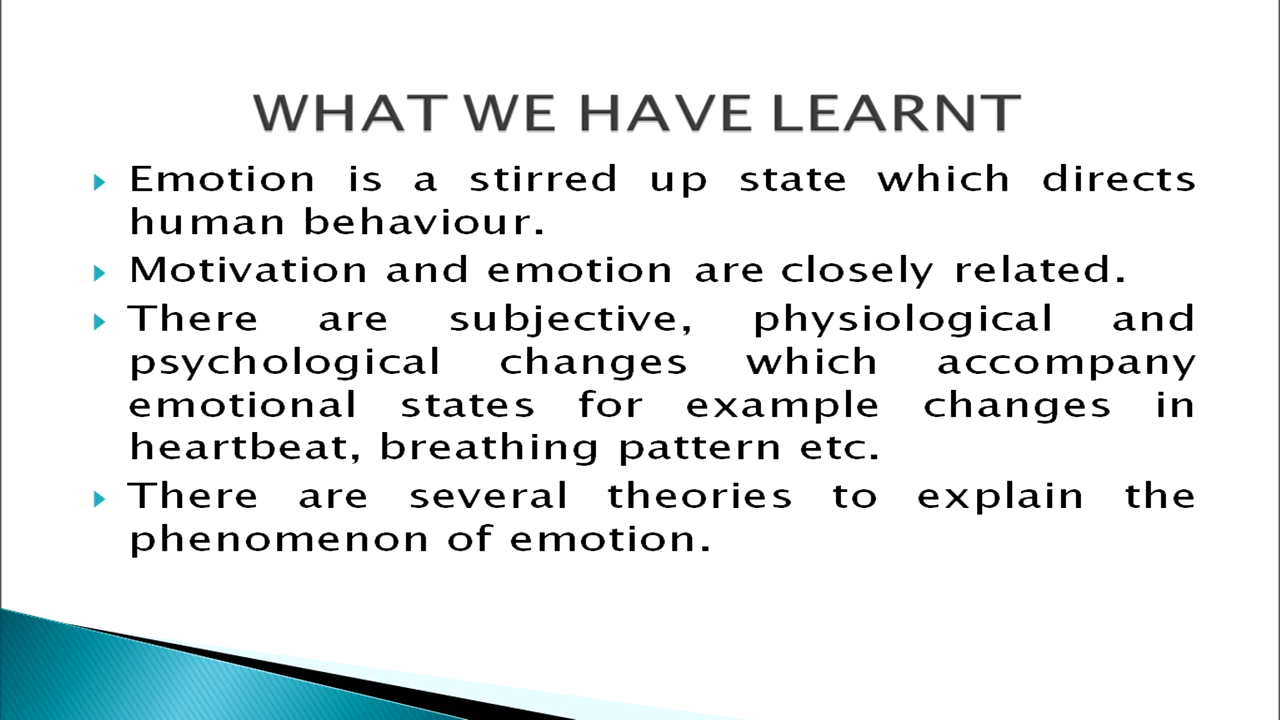 WHAT WE HAVE LEARNT
Emotion is a stirred up state which directs
human behaviour.
Motivation and emotion are closely related.
There are subjective, physiological and
psychological changes which accompany
emotional states for example changes in
heartbeat, breathing pattern etc.
There are several theories to explain the
phenomenon of emotion.